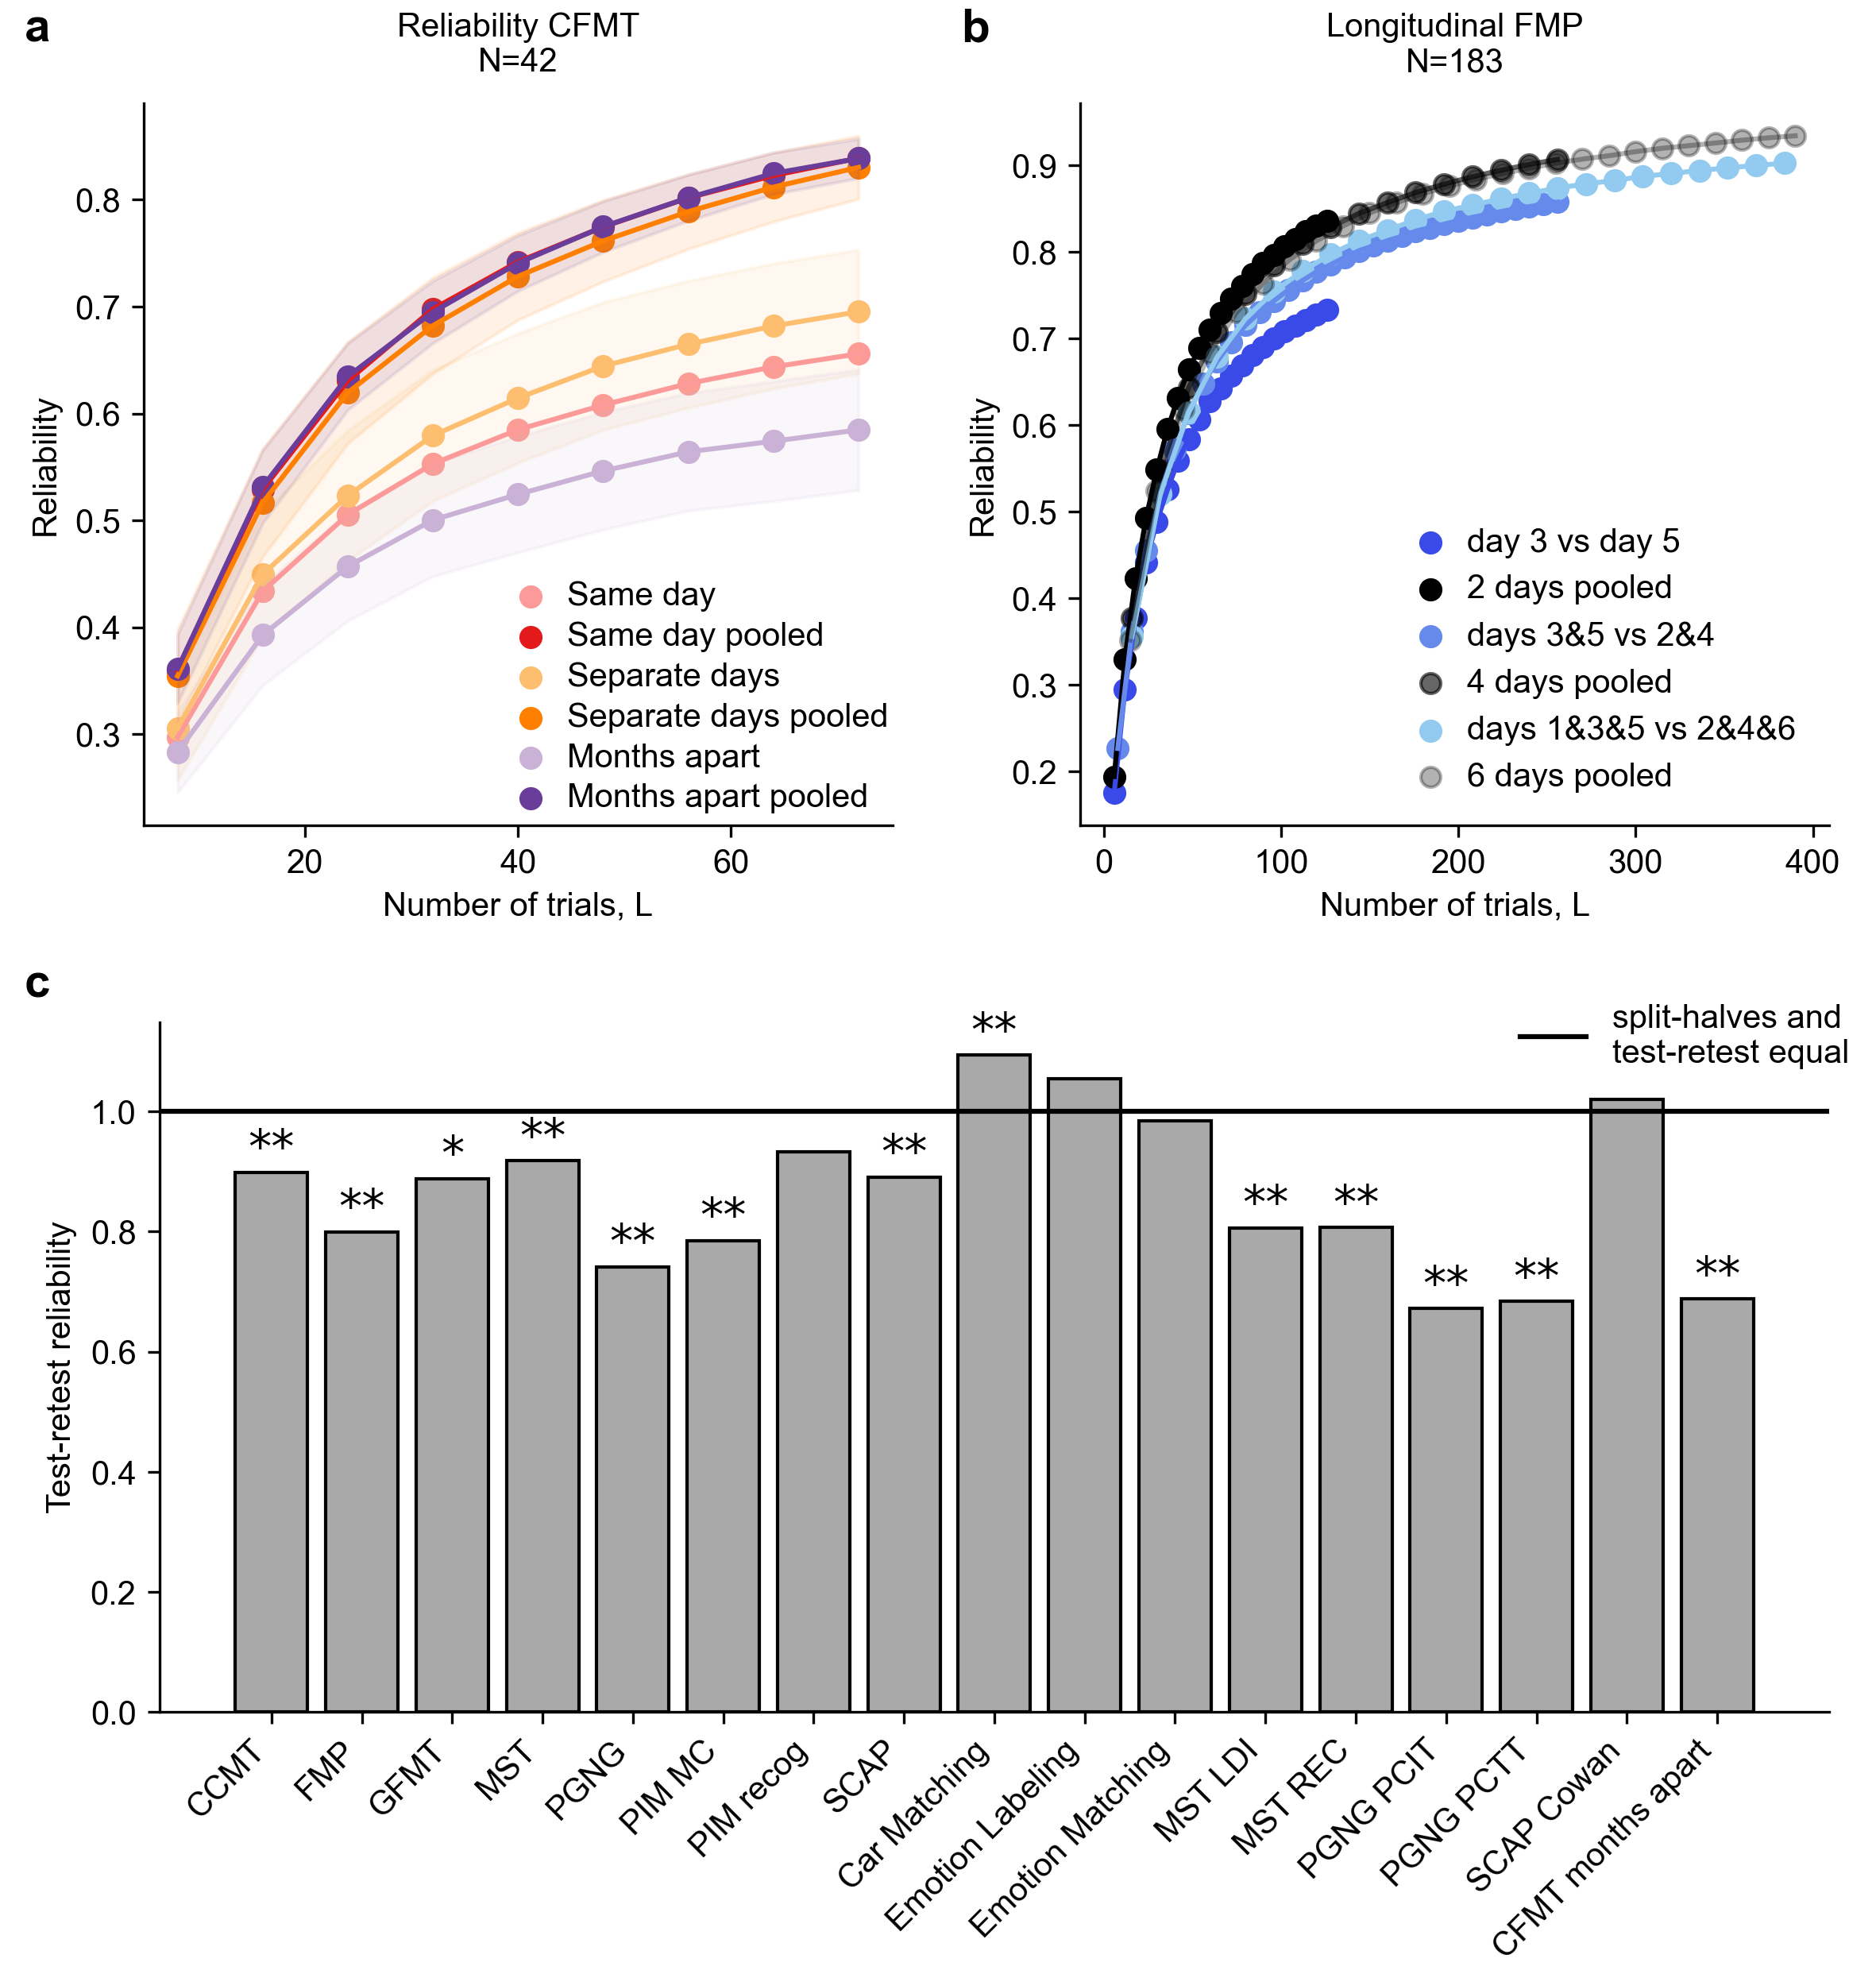 a
Reliability CFMT
N=42
Reliability
0.8
0.7
0.6
0.5
0.4
0.3
20
40
60
Number of trials, L
Same day
Same day pooled
Separate days
Separate days pooled
Months apart
Months apart pooled
b
Longitudinal FMP
N=183
Reliability
0.9
0.8
0.7
0.6
0.5
0.4
0.3
0.2
0
100
200
300
400
Number of trials, L
day 3 vs day 5
2 days pooled
days 3&5 vs 2&4
4 days pooled
days 1&3&5 vs 2&4&6
6 days pooled
c
split-halves and
test-retest equal
Test-retest reliability
1.0
0.8
0.6
0.4
0.2
0.0
**
**
*
**
**
**
**
**
**
**
**
**
**
CCMT
FMP
GFMT
MST
PGNG
PIM MC
PIM recog
SCAP
Car Matching
Emotion Labeling
Emotion Matching
MST LDI
MST REC
PGNG PCIT
PGNG PCTT
SCAP Cowan
CFMT months apart